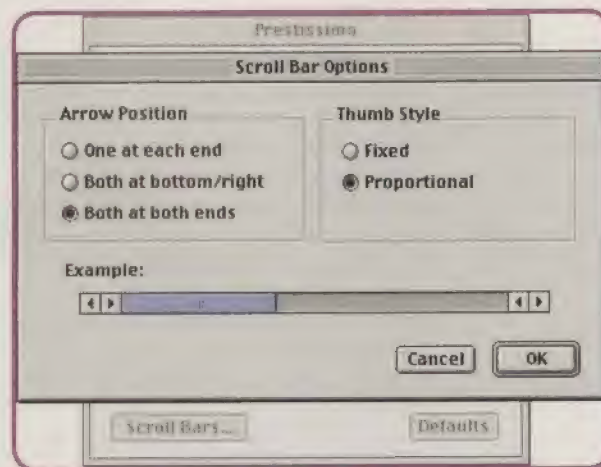 Prestissimo
Scroll Bar Options
Arrow Position
One at each end
Both at bottom/right
Both at both ends
Thumb Style
Fixed
Proportional
Example:
Cancel
OK
Scroll Bars...
Defaults